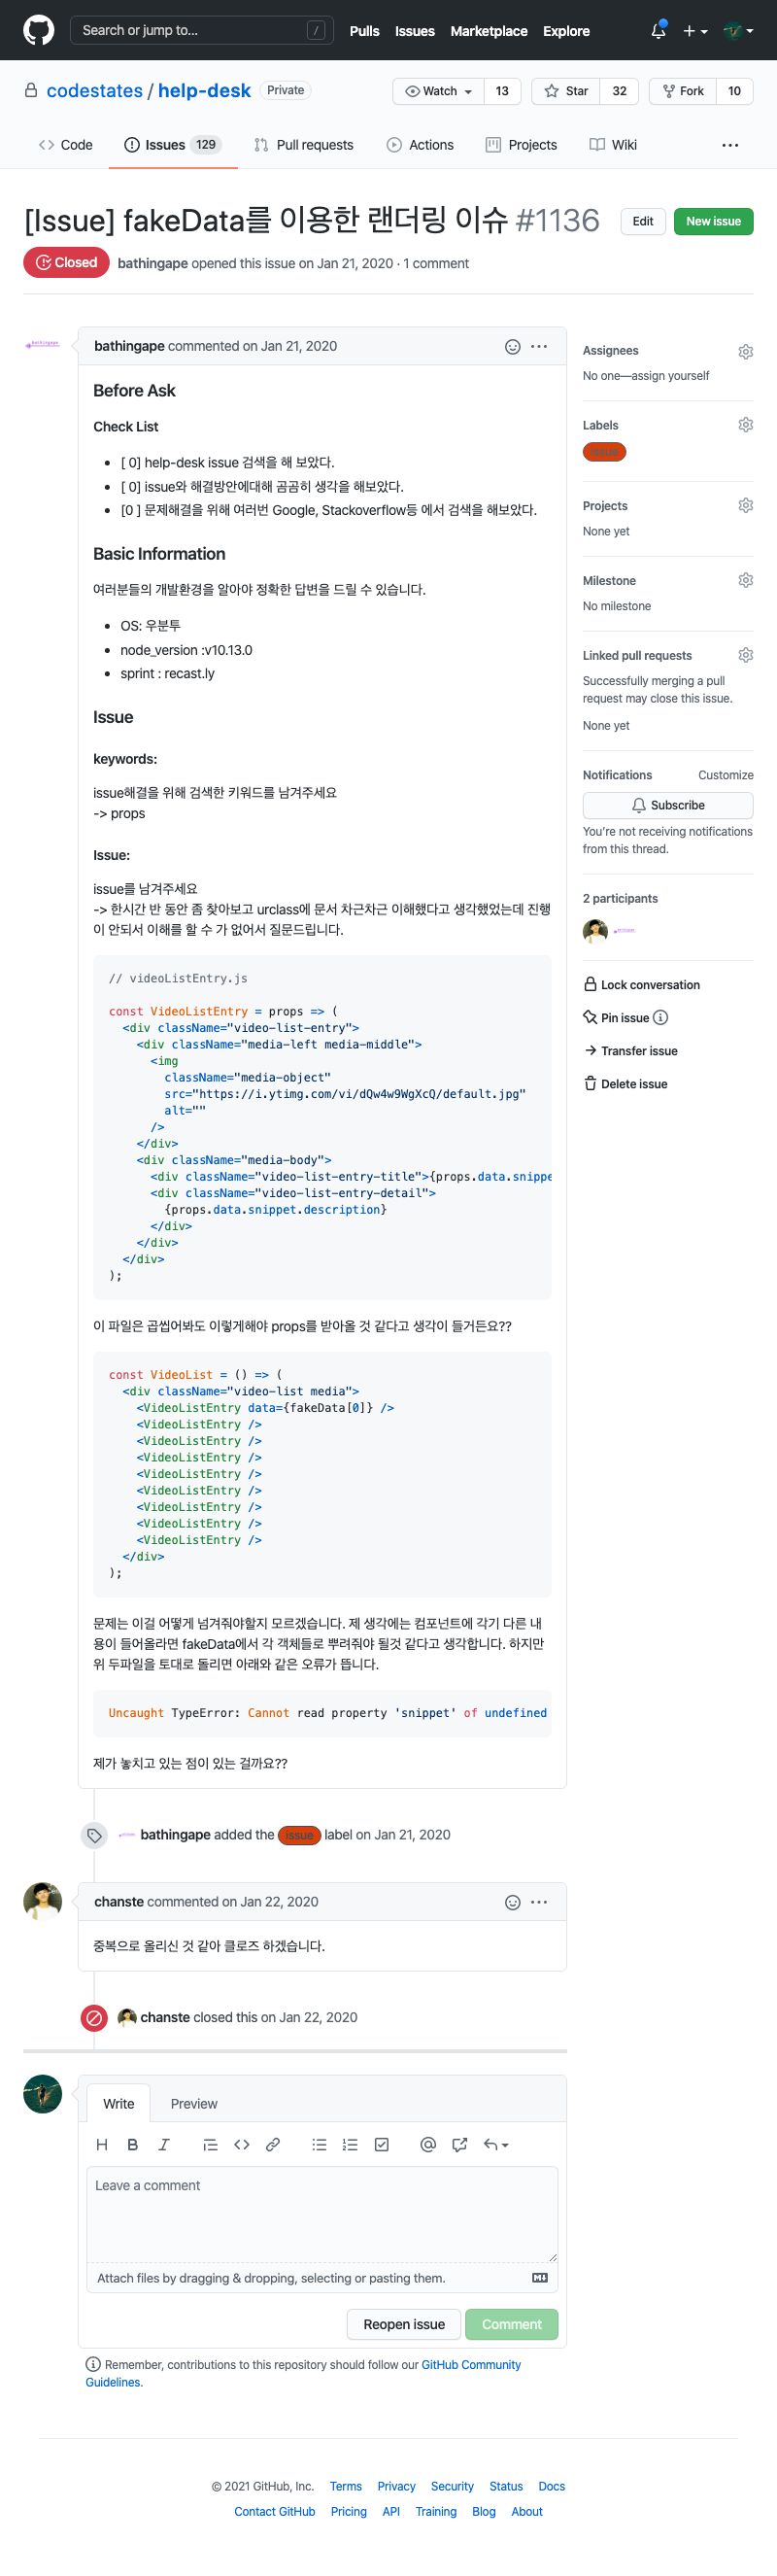 Search or jump to...
/
Pulls Issues Marketplace Explore
codestates / help-desk Private
Watch 13 Star 32 Fork 10
Code Issues 129 Pull requests Actions Projects Wiki
[Issue] fakeData를 이용한 랜더링 이슈 #1136
Edit New issue
Closed bathingape opened this issue on Jan 21, 2020 · 1 comment
bathingape commented on Jan 21, 2020
Before Ask
Check List
• [ 0] help-desk issue 검색을 해 보았다.
• [ 0] issue와 해결방안에대해 곰곰히 생각을 해보았다.
• [0 ] 문제해결을 위해 여러번 Google, Stackoverflow등 에서 검색을 해보았다.
Basic Information
여러분들의 개발환경을 알아야 정확한 답변을 드릴 수 있습니다.
• OS: 우분투
• node_version :v10.13.0
• sprint : recast.ly
Issue
keywords:
issue해결을 위해 검색한 키워드를 남겨주세요
-> props
Issue:
issue를 남겨주세요
-> 한시간 반 동안 좀 찾아보고 urclass에 문서 차근차근 이해했다고 생각했었는데 진행
이 안되서 이해를 할 수 가 없어서 질문드립니다.
// videoListEntry.js
const VideoListEntry = props => (
<div className="video-list-entry">
<div className="media-left media-middle">
<img
className="media-object"
src="https://i.ytimg.com/vi/dQw4w9WgXcQ/default.jpg"
alt=""
/>
</div>
<div className="media-body">
<div className="video-list-entry-title">{props.data.snippe
<div className="video-list-entry-detail">
{props.data.snippet.description}
</div>
</div>
</div>
);
이 파일은 곱씹어봐도 이렇게해야 props를 받아올 것 같다고 생각이 들거든요??
const VideoList = () => (
<div className="video-list media">
<VideoListEntry data={fakeData[0]} />
<VideoListEntry />
<VideoListEntry />
<VideoListEntry />
<VideoListEntry />
<VideoListEntry />
<VideoListEntry />
<VideoListEntry />
<VideoListEntry />
</div>
);
문제는 이걸 어떻게 넘겨줘야할지 모르겠습니다. 제 생각에는 컴포넌트에 각기 다른 내
용이 들어올라면 fakeData에서 각 객체들로 뿌려줘야 될것 같다고 생각합니다. 하지만
위 두파일을 토대로 돌리면 아래와 같은 오류가 뜹니다.
Uncaught TypeError: Cannot read property 'snippet' of undefined
제가 놓치고 있는 점이 있는 걸까요??
bathingape added the issue label on Jan 21, 2020
chanste commented on Jan 22, 2020
중복으로 올리신 것 같아 클로즈 하겠습니다.
chanste closed this on Jan 22, 2020
Write Preview
Leave a comment
Attach files by dragging & dropping, selecting or pasting them.
Reopen issue Comment
Remember, contributions to this repository should follow our GitHub Community
Guidelines.
Assignees
No one—assign yourself
Labels
issue
Projects
None yet
Milestone
No milestone
Linked pull requests
Successfully merging a pull
request may close this issue.
None yet
Notifications Customize
Subscribe
You're not receiving notifications
from this thread.
2 participants
Lock conversation
Pin issue
Transfer issue
Delete issue
© 2021 GitHub, Inc. Terms Privacy Security Status Docs
Contact GitHub Pricing API Training Blog About